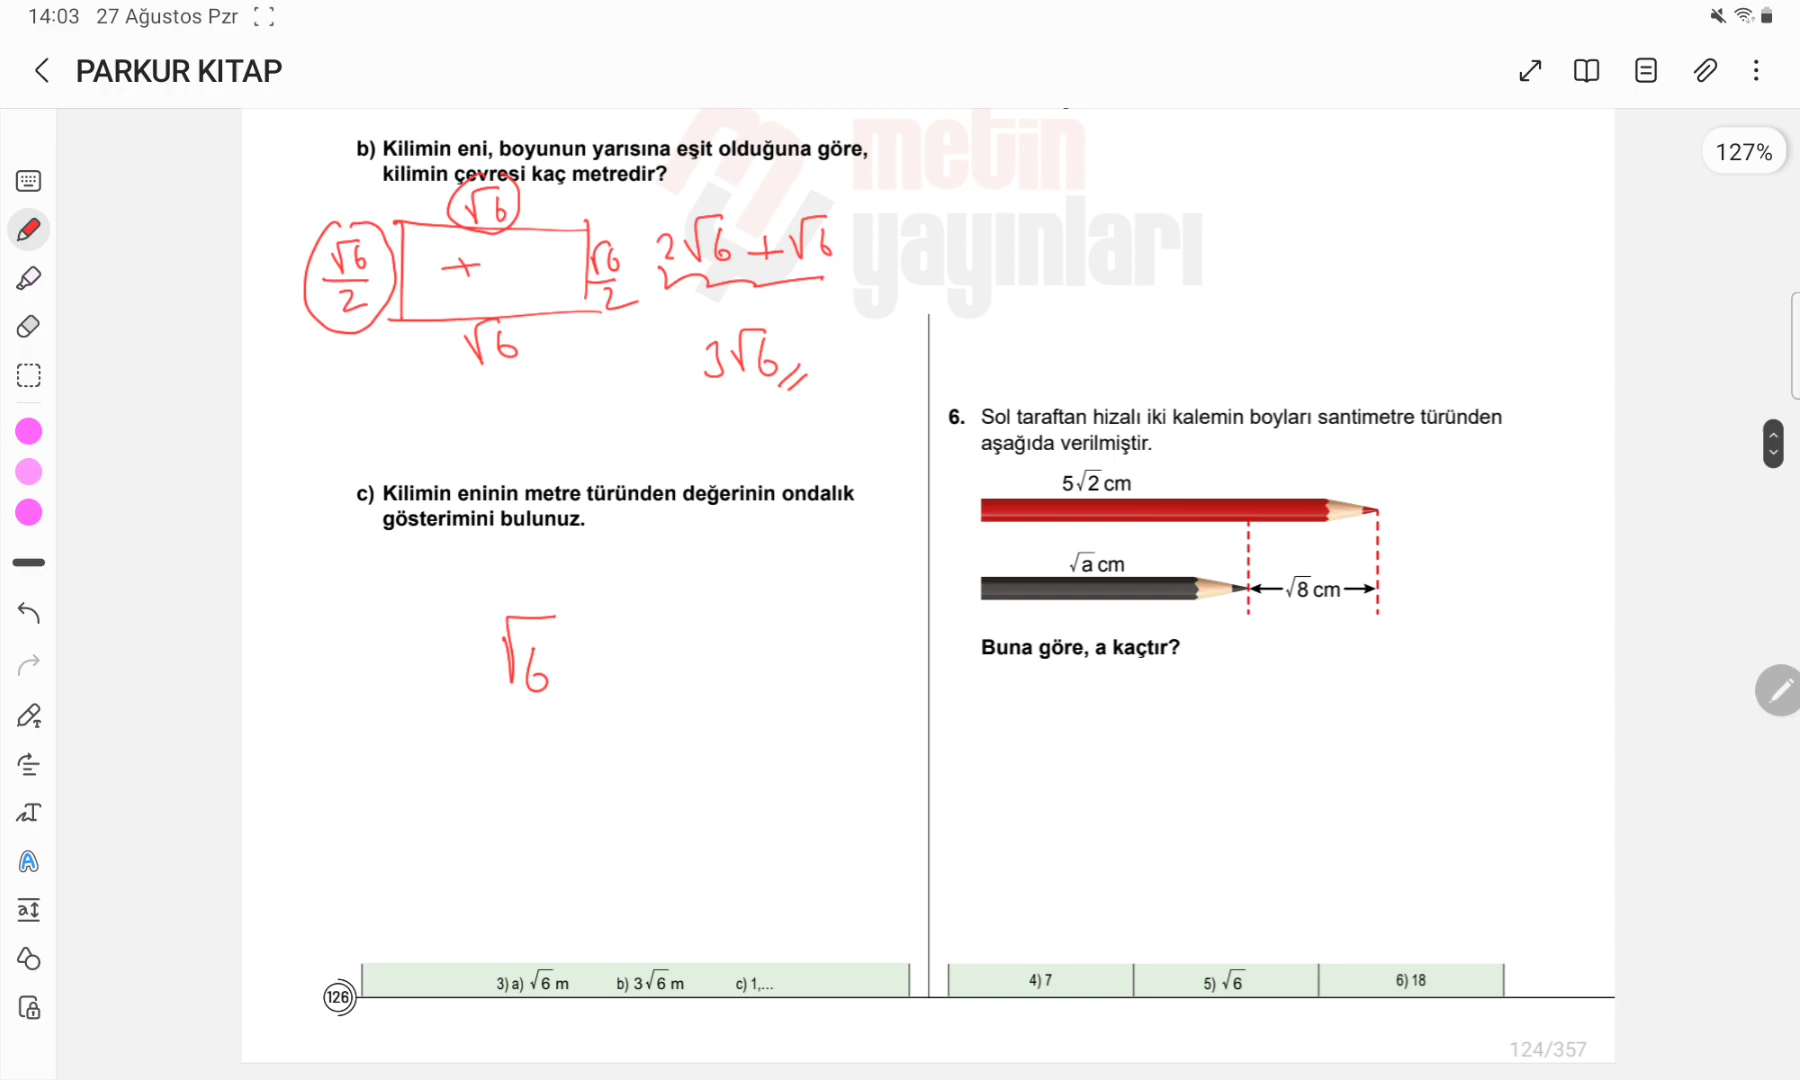 14:03 27 Ağustos Pzr
PARKUR KITAP
127%
metin
yayınları
b) Kilimin eni, boyunun yarısına eşit olduğuna göre,
kilimin çevresi kaç metredir?
√6
√6/2
+
√6/2
√6
2√6 + √6
3√6 //
c) Kilimin eninin metre türünden değerinin ondalık
gösterimini bulunuz.
√6
3) a) √6 m b) 3√6 m c) 1,...
126
6. Sol taraftan hizalı iki kalemin boyları santimetre türünden
aşağıda verilmiştir.
5√2 cm
√a cm
√8 cm
Buna göre, a kaçtır?
4) 7 5) √6 6) 18
124/357